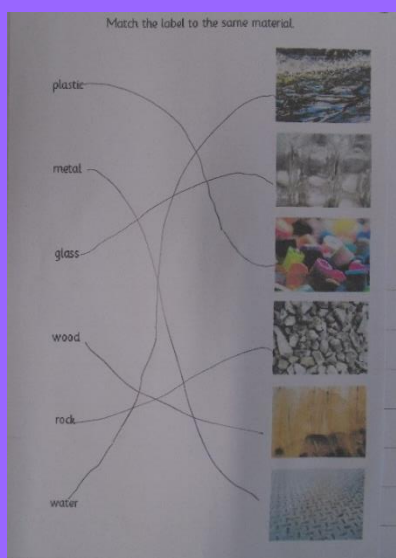 Match the label to the same material.
plastic
metal
glass
wood
rock
water